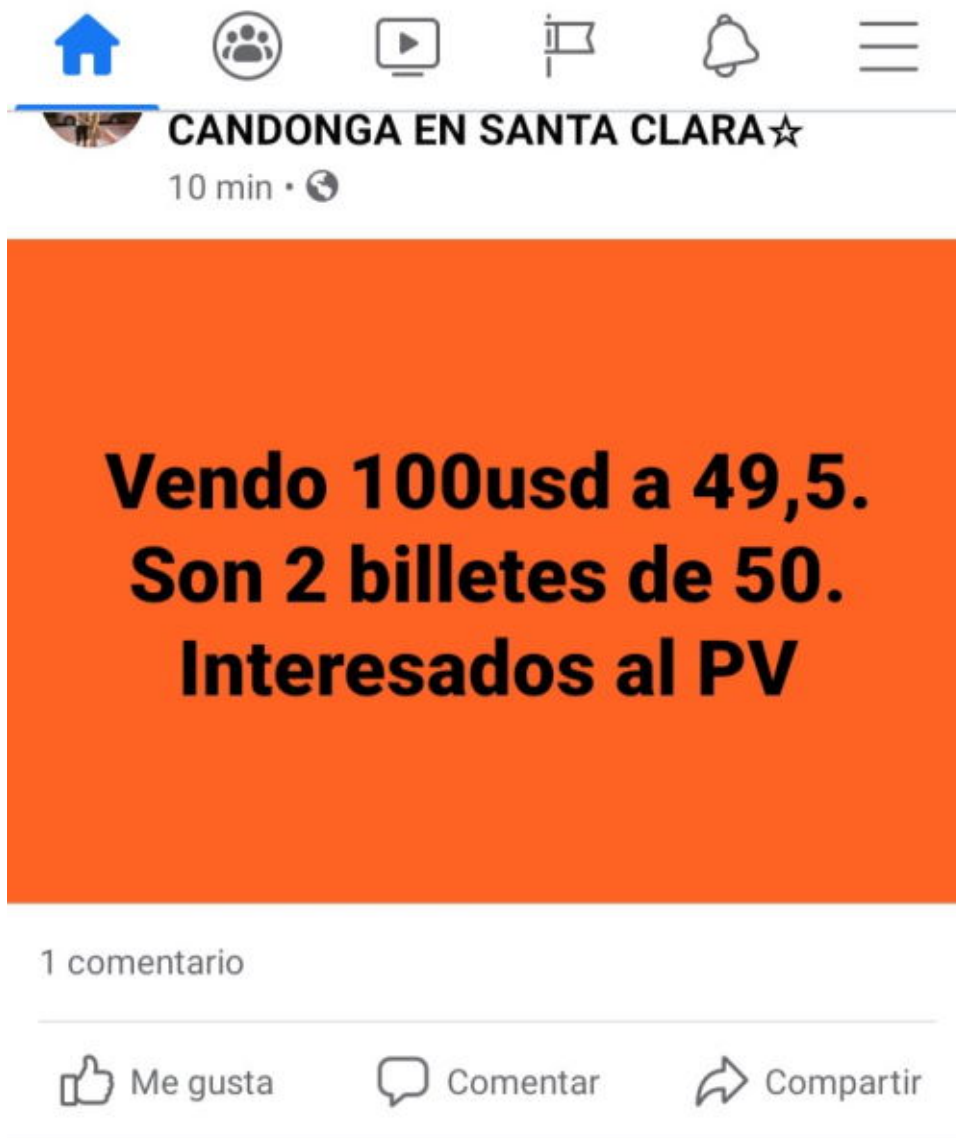 CANDONGA EN SANTA CLARA☆
10 min •
Vendo 100usd a 49,5.
Son 2 billetes de 50.
Interesados al PV
1 comentario
Me gusta Comentar Compartir